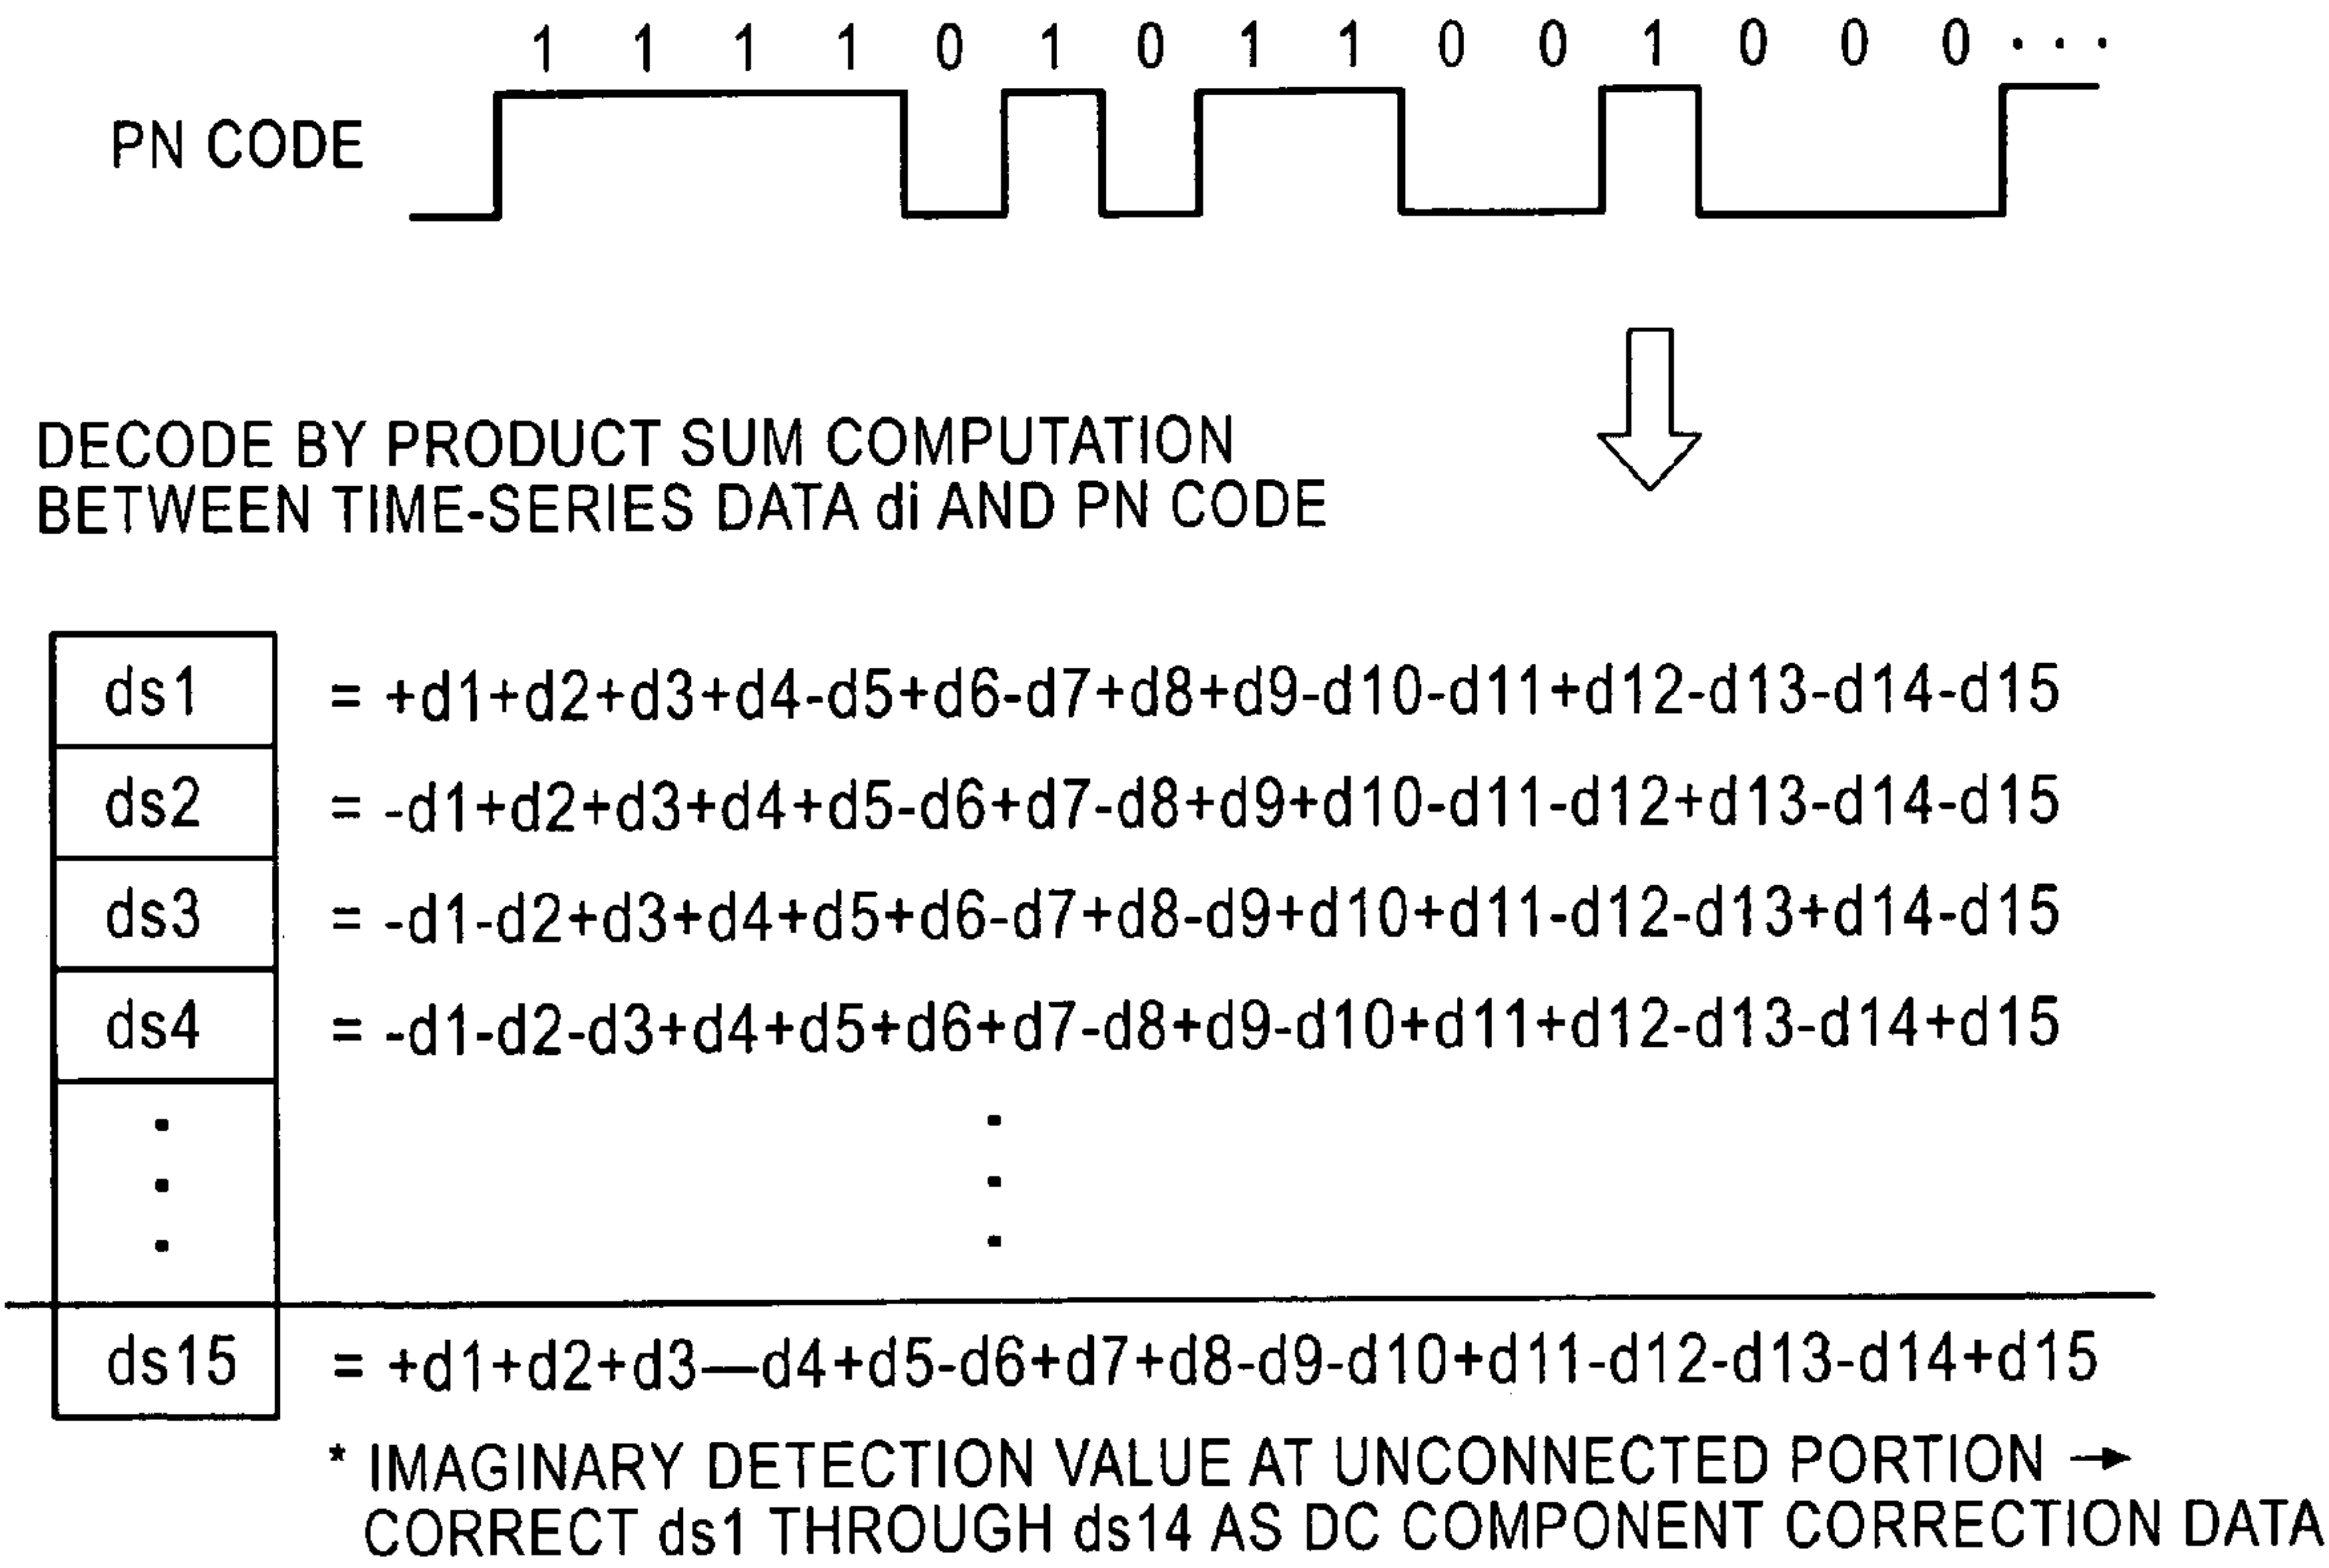 1 1 1 1 0 1 0 1 1 0 0 1 0 0 0 ...
PN CODE
DECODE BY PRODUCT SUM COMPUTATION
BETWEEN TIME-SERIES DATA di AND PN CODE
ds1 = +d1+d2+d3+d4-d5+d6-d7+d8+d9-d10-d11+d12-d13-d14-d15
ds2 = -d1+d2+d3+d4+d5-d6+d7-d8+d9+d10-d11-d12+d13-d14-d15
ds3 = -d1-d2+d3+d4+d5+d6-d7+d8-d9+d10+d11-d12-d13+d14-d15
ds4 = -d1-d2-d3+d4+d5+d6+d7-d8+d9-d10+d11+d12-d13-d14+d15
ds15 = +d1+d2+d3—d4+d5-d6+d7+d8-d9-d10+d11-d12-d13-d14+d15
* IMAGINARY DETECTION VALUE AT UNCONNECTED PORTION →
CORRECT ds1 THROUGH ds14 AS DC COMPONENT CORRECTION DATA